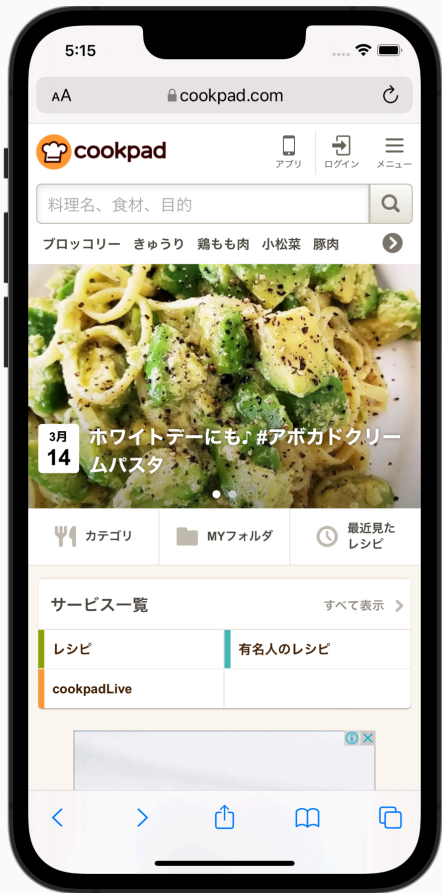 5:15
AA
cookpad.com
cookpad
アプリ
ログイン
メニュー
料理名、食材、目的
ブロッコリー きゅうり 鶏もも肉 小松菜 豚肉
3月
14
ホワイトデーにも♪ #アボカドクリー
ムパスタ
カテゴリ
MYフォルダ
最近見た
レシピ
サービス一覧
すべて表示
レシピ
有名人のレシピ
cookpadLive